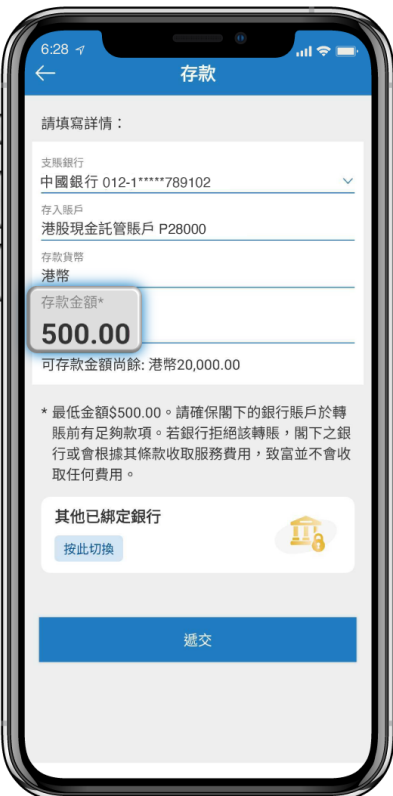 6:28
存款
請填寫詳情：
支賬銀行
中國銀行 012-1*****789102
存入賬戶
港股現金託管賬戶 P28000
存款貨幣
港幣
存款金額*
500.00
可存款金額尚餘: 港幣20,000.00
* 最低金額$500.00。請確保閣下的銀行賬戶於轉
賬前有足夠款項。若銀行拒絕該轉賬，閣下之銀
行或會根據其條款收取服務費用，致富並不會收
取任何費用。
其他已綁定銀行
按此切換
遞交